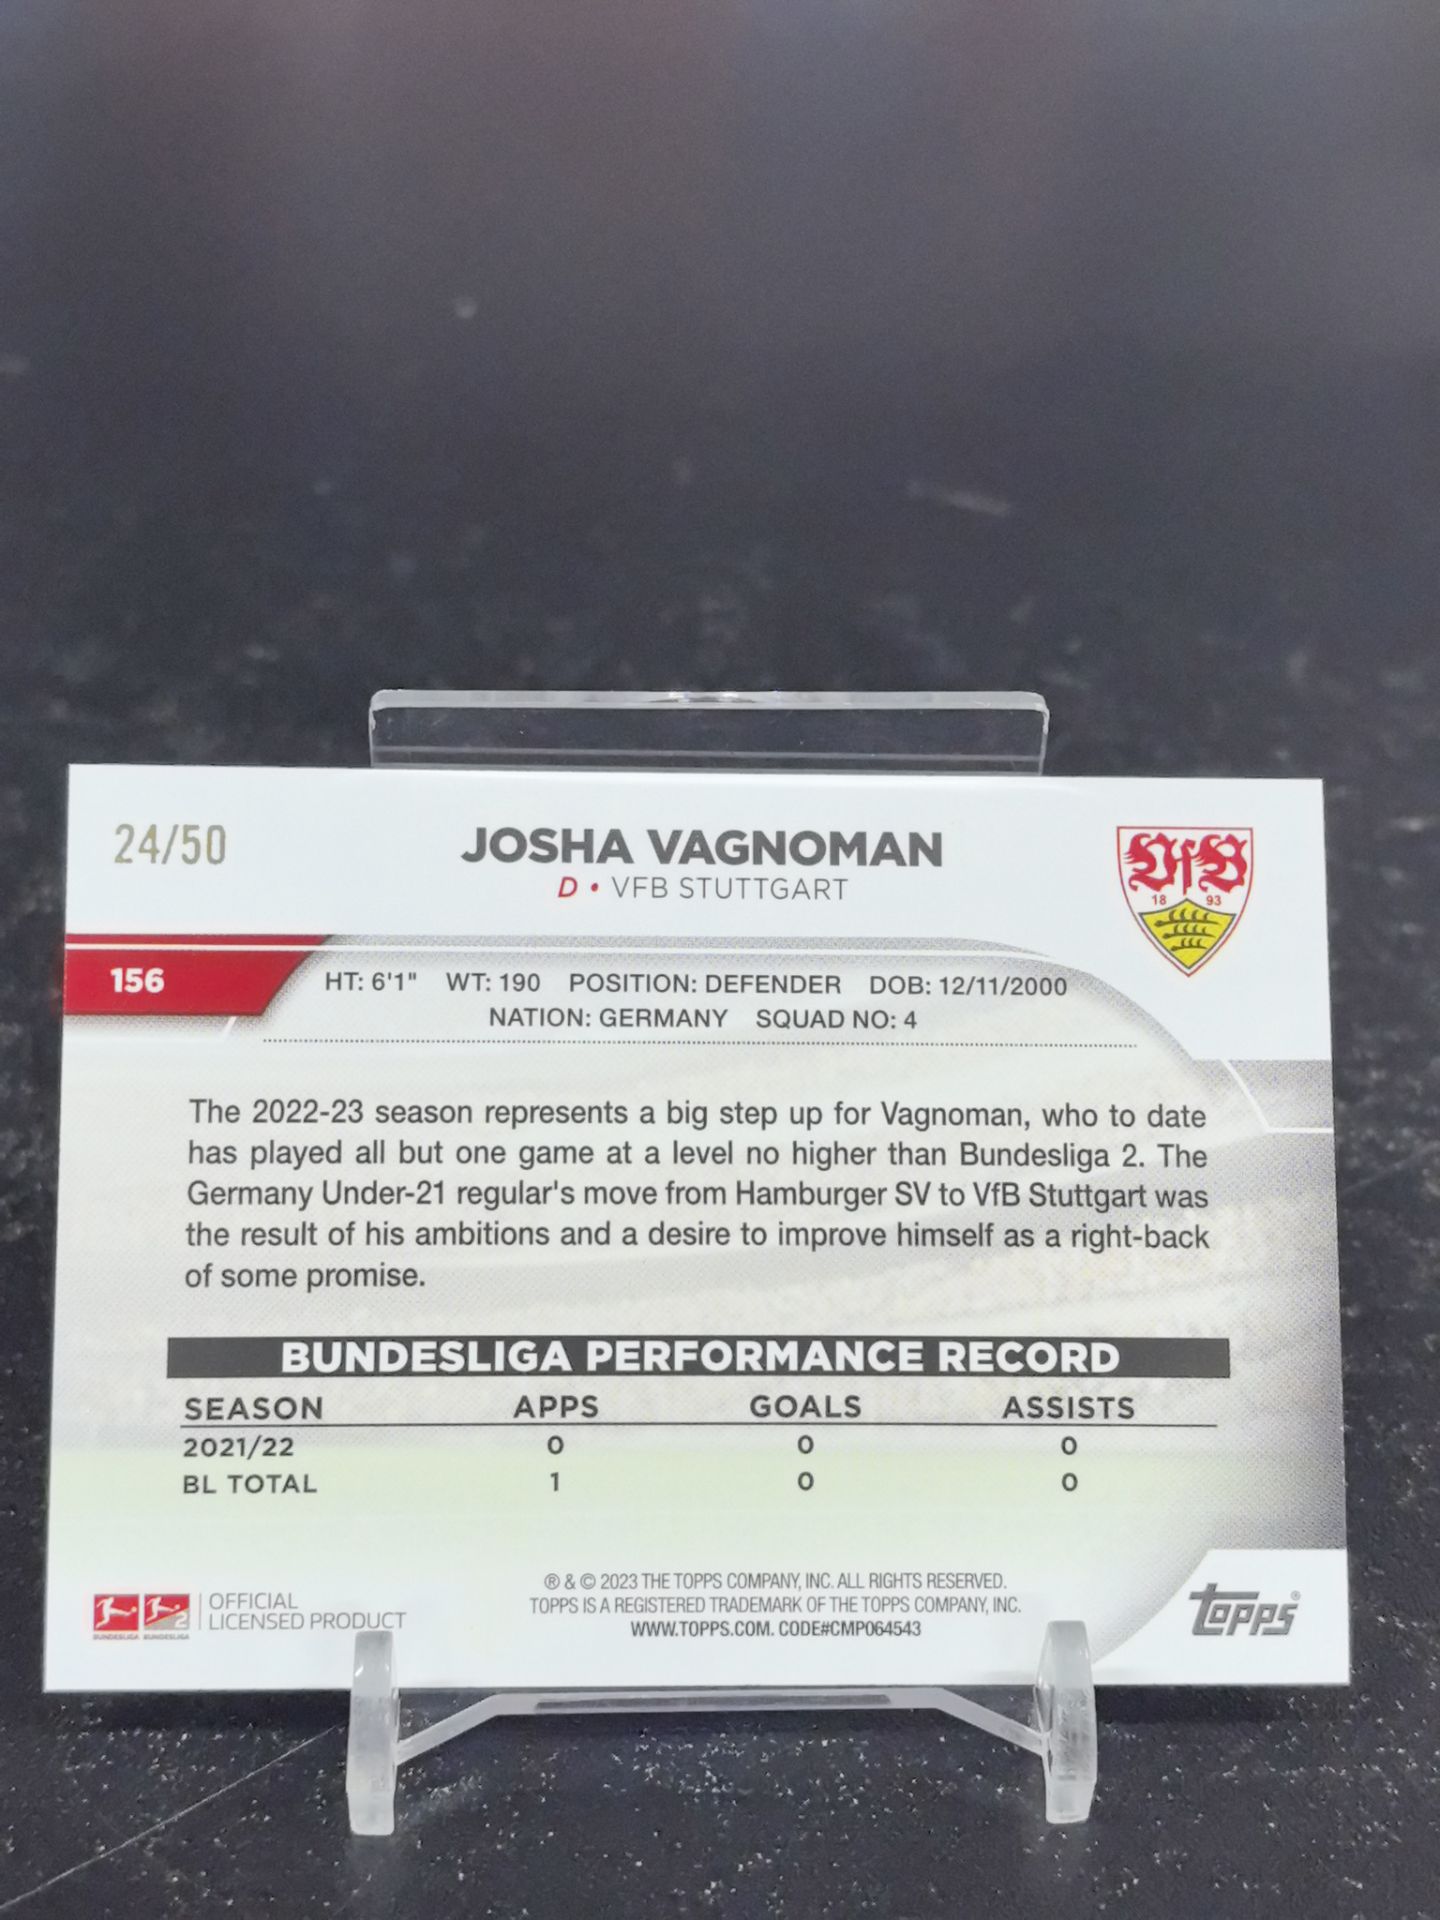 24/50
JOSHA VAGNOMAN
D • VFB STUTTGART
VfB
18 93
156
HT: 6'1" WT: 190 POSITION: DEFENDER DOB: 12/11/2000
NATION: GERMANY SQUAD NO: 4
The 2022-23 season represents a big step up for Vagnoman, who to date
has played all but one game at a level no higher than Bundesliga 2. The
Germany Under-21 regular's move from Hamburger SV to VfB Stuttgart was
the result of his ambitions and a desire to improve himself as a right-back
of some promise.
BUNDESLIGA PERFORMANCE RECORD
SEASON APPS GOALS ASSISTS
2021/22 0 0 0
BL TOTAL 1 0 0
BUNDESLIGA BUNDESLIGA 2
OFFICIAL
LICENSED PRODUCT
® & © 2023 THE TOPPS COMPANY, INC. ALL RIGHTS RESERVED.
TOPPS IS A REGISTERED TRADEMARK OF THE TOPPS COMPANY, INC.
WWW.TOPPS.COM. CODE#CMP064543
topps®